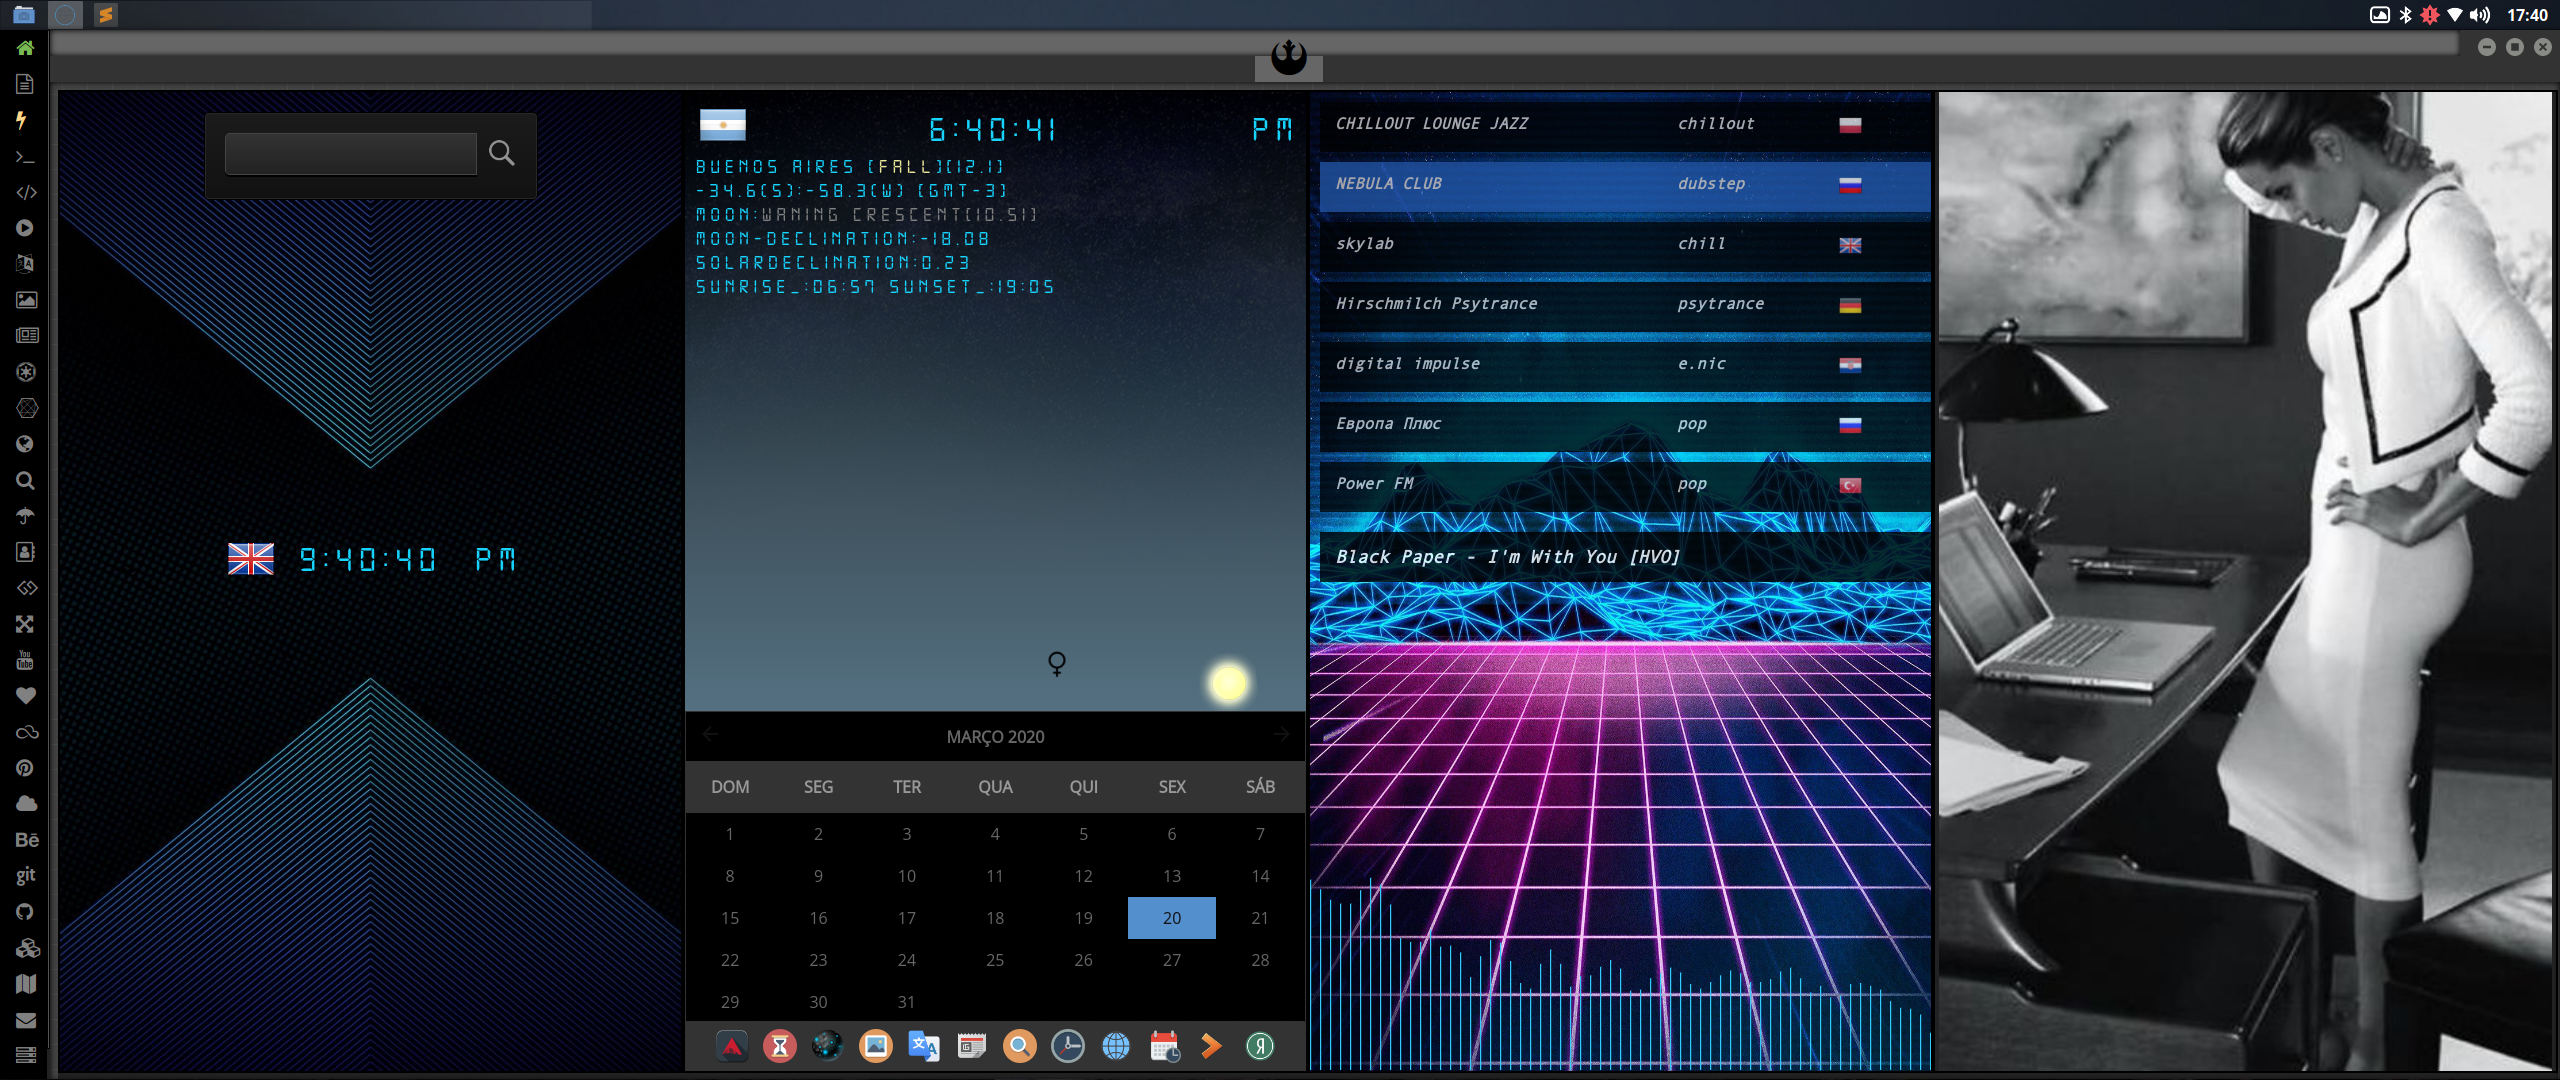 17:40
You
Tube
Bē
git
9:40:40 PM
6:40:41 PM
BUENOS AIRES [FALL][12.1]
-34.6(S):-58.3(W) [GMT-3]
MOON:WANING CRESCENT[10.51]
MOON-DECLINATION:-18.08
SOLARDECLINATION:0.23
SUNRISE_:06:57 SUNSET_:19:05
MARÇO 2020
DOM SEG TER QUA QUI SEX SÁB
1 2 3 4 5 6 7
8 9 10 11 12 13 14
15 16 17 18 19 20 21
22 23 24 25 26 27 28
29 30 31
CHILLOUT LOUNGE JAZZ chillout
NEBULA CLUB dubstep
skylab chill
Hirschmilch Psytrance psytrance
digital impulse e.nic
Европа Плюс pop
Power FM pop
Black Paper - I'm With You [HVO]